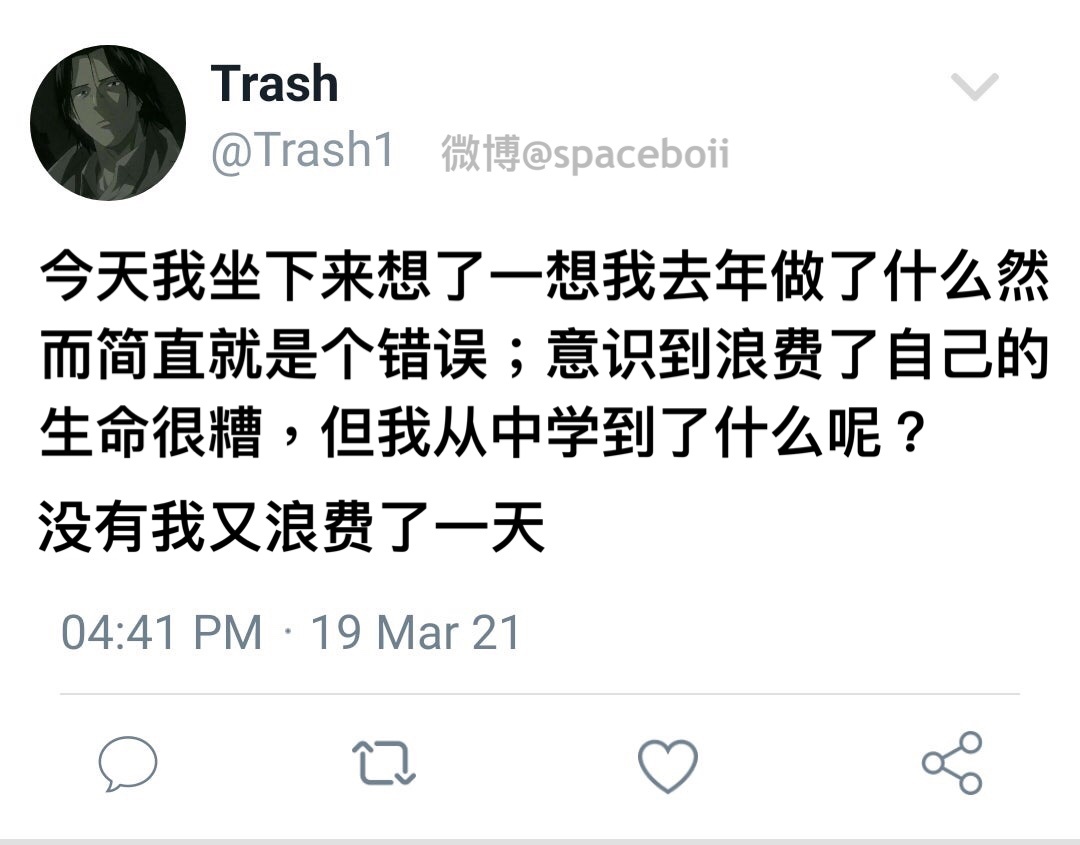 Trash
@Trash1 微博@spaceboii
今天我坐下来想了一想我去年做了什么然
而简直就是个错误；意识到浪费了自己的
生命很糟，但我从中学到了什么呢？
没有我又浪费了一天
04:41 PM · 19 Mar 21